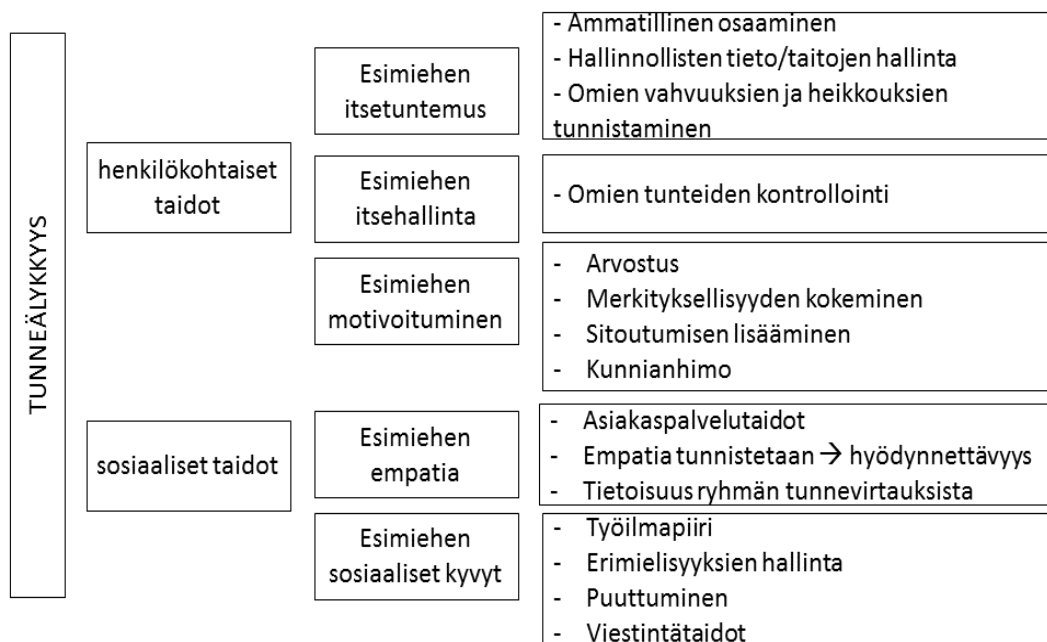 TUNNEÄLYKKYYS
henkilökohtaiset
taidot
Esimiehen
itsetuntemus
- Ammatillinen osaaminen
- Hallinnollisten tieto/taitojen hallinta
- Omien vahvuuksien ja heikkouksien
tunnistaminen
Esimiehen
itsehallinta
- Omien tunteiden kontrollointi
Esimiehen
motivoituminen
- Arvostus
- Merkityksellisyyden kokeminen
- Sitoutumisen lisääminen
- Kunnianhimo
sosiaaliset taidot
Esimiehen
empatia
- Asiakaspalvelutaidot
- Empatia tunnistetaan → hyödynnettävyys
- Tietoisuus ryhmän tunnevirtauksista
Esimiehen
sosiaaliset kyvyt
- Työilmapiiri
- Erimielisyyksien hallinta
- Puuttuminen
- Viestintätaidot